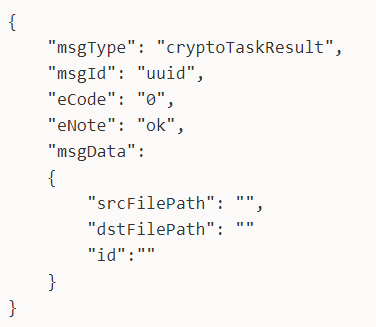 {
    "msgType": "cryptoTaskResult",
    "msgId": "uuid",
    "eCode": "0",
    "eNote": "ok",
    "msgData":
    {
        "srcFilePath": "",
        "dstFilePath": ""
        "id":""
    }
}